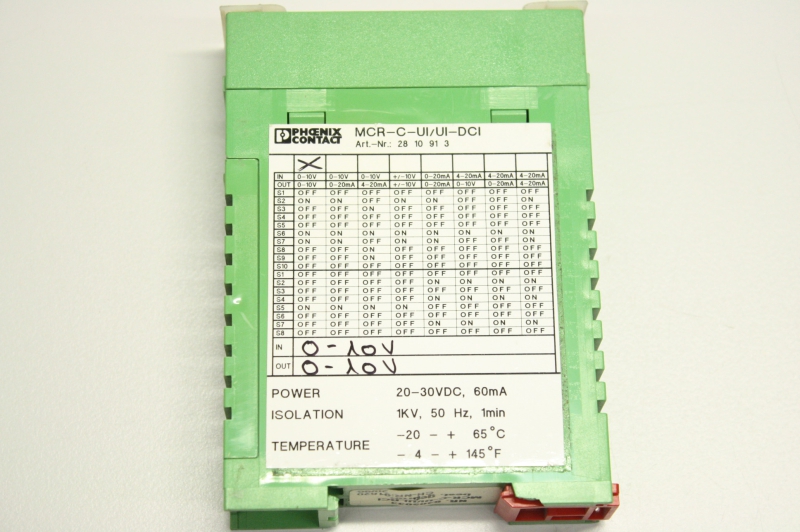 PHŒNIX CONTACT
MCR-C-UI/UI-DCI
Art.-Nr.: 28 10 91 3
X
IN 0-10V 0-10V 0-10V +/-10V 0-20mA 4-20mA 4-20mA 4-20mA
OUT 0-10V 0-20mA 4-20mA +/-10V 0-20mA 0-10V 0-20mA 4-20mA
S1 OFF OFF OFF OFF OFF OFF OFF OFF
S2 ON ON ON ON OFF OFF OFF ON
S3 OFF OFF ON OFF OFF OFF OFF OFF
S4 OFF OFF OFF OFF OFF OFF OFF OFF
S5 OFF OFF OFF OFF OFF OFF OFF OFF
S6 ON ON ON ON ON ON ON ON
S7 OFF ON ON OFF ON OFF ON ON
S8 OFF OFF ON OFF OFF OFF OFF OFF
S9 OFF OFF ON OFF OFF OFF OFF OFF
S10 OFF OFF OFF OFF OFF OFF OFF OFF
S1 OFF OFF OFF OFF OFF OFF OFF OFF
S2 OFF OFF OFF OFF ON ON ON ON
S3 OFF OFF OFF OFF OFF OFF OFF OFF
S4 OFF OFF OFF OFF ON ON ON ON
S5 ON ON ON ON OFF OFF OFF OFF
S6 OFF OFF OFF OFF OFF OFF OFF OFF
S7 OFF OFF OFF OFF ON ON ON ON
S8 OFF OFF OFF OFF OFF OFF OFF OFF
IN 0-10V
OUT 0-10V
POWER 20-30VDC, 60mA
ISOLATION 1KV, 50 Hz, 1min
TEMPERATURE -20 - + 65°C
- 4 - + 145°F